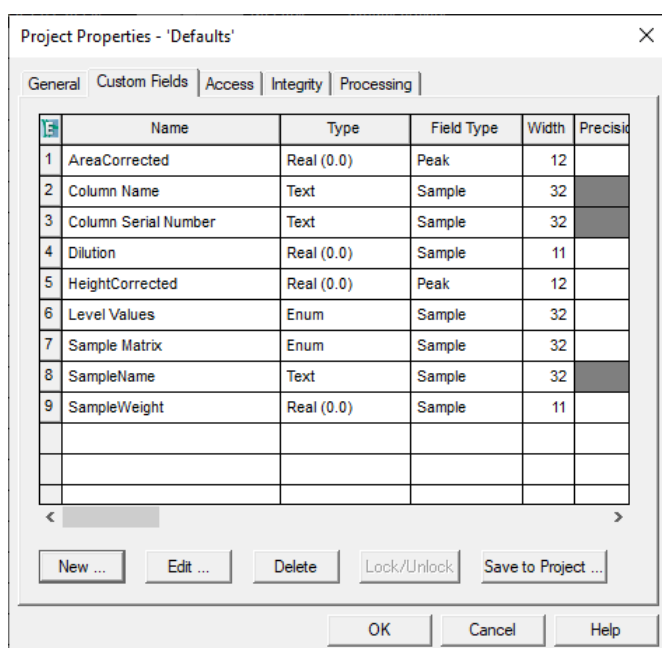 Project Properties - 'Defaults'
General Custom Fields Access Integrity Processing
Name Type Field Type Width Precisio
1 AreaCorrected Real (0.0) Peak 12
2 Column Name Text Sample 32
3 Column Serial Number Text Sample 32
4 Dilution Real (0.0) Sample 11
5 HeightCorrected Real (0.0) Peak 12
6 Level Values Enum Sample 32
7 Sample Matrix Enum Sample 32
8 SampleName Text Sample 32
9 SampleWeight Real (0.0) Sample 11
New ... Edit ... Delete Lock/Unlock Save to Project ...
OK Cancel Help